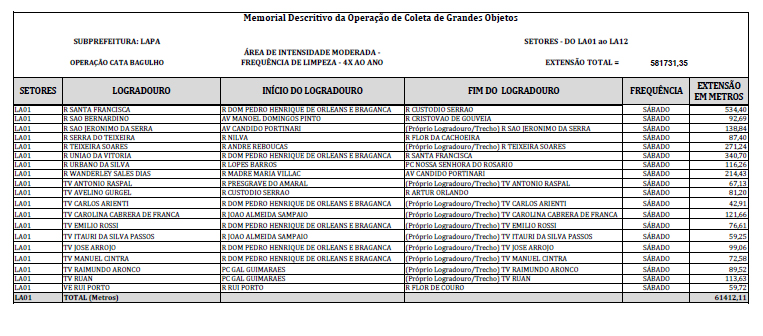 Memorial Descritivo da Operação de Coleta de Grandes Objetos
SUBPREFEITURA: LAPA SETORES - DO LA01 ao LA12
OPERAÇÃO CATA BAGULHO ÁREA DE INTENSIDADE MODERADA - FREQUÊNCIA DE LIMPEZA - 4X AO ANO EXTENSÃO TOTAL = 581731,35
SETORES LOGRADOURO INÍCIO DO LOGRADOURO FIM DO LOGRADOURO FREQUÊNCIA EXTENSÃO EM METROS
LA01 R SANTA FRANCISCA R DOM PEDRO HENRIQUE DE ORLEANS E BRAGANCA R CUSTODIO SERRAO SÁBADO 534,40
LA01 R SAO BERNARDINO AV MANOEL DOMINGOS PINTO R CRISTOVAO DE GOUVEIA SÁBADO 92,69
LA01 R SAO JERONIMO DA SERRA AV CANDIDO PORTINARI (Próprio Logradouro/Trecho) R SAO JERONIMO DA SERRA SÁBADO 138,84
LA01 R SERRA DO TEIXEIRA R NILVA R FLOR DA CACHOEIRA SÁBADO 87,40
LA01 R TEIXEIRA SOARES R ANDRE REBOUCAS (Próprio Logradouro/Trecho) R TEIXEIRA SOARES SÁBADO 271,24
LA01 R UNIAO DA VITORIA R DOM PEDRO HENRIQUE DE ORLEANS E BRAGANCA R SANTA FRANCISCA SÁBADO 340,70
LA01 R URBANO DA SILVA R LOPES BARROS PC NOSSA SENHORA DO ROSARIO SÁBADO 116,26
LA01 R WANDERLEY SALES DIAS R MADRE MARIA VILLAC AV CANDIDO PORTINARI SÁBADO 214,43
LA01 TV ANTONIO RASPAL R PRESGRAVE DO AMARAL (Próprio Logradouro/Trecho) TV ANTONIO RASPAL SÁBADO 67,13
LA01 TV AVELINO GURGEL R CUSTODIO SERRAO R ARTUR ORLANDO SÁBADO 81,20
LA01 TV CARLOS ARIENTI R DOM PEDRO HENRIQUE DE ORLEANS E BRAGANCA (Próprio Logradouro/Trecho) TV CARLOS ARIENTI SÁBADO 42,91
LA01 TV CAROLINA CABRERA DE FRANCA R JOAO ALMEIDA SAMPAIO (Próprio Logradouro/Trecho) TV CAROLINA CABRERA DE FRANCA SÁBADO 121,66
LA01 TV EMILIO ROSSI R DOM PEDRO HENRIQUE DE ORLEANS E BRAGANCA (Próprio Logradouro/Trecho) TV EMILIO ROSSI SÁBADO 76,61
LA01 TV ITAURI DA SILVA PASSOS R JOAO ALMEIDA SAMPAIO (Próprio Logradouro/Trecho) TV ITAURI DA SILVA PASSOS SÁBADO 59,25
LA01 TV JOSE ARROJO R DOM PEDRO HENRIQUE DE ORLEANS E BRAGANCA (Próprio Logradouro/Trecho) TV JOSE ARROJO SÁBADO 99,06
LA01 TV MANUEL CINTRA R DOM PEDRO HENRIQUE DE ORLEANS E BRAGANCA (Próprio Logradouro/Trecho) TV MANUEL CINTRA SÁBADO 72,58
LA01 TV RAIMUNDO ARONCO PC GAL GUIMARAES (Próprio Logradouro/Trecho) TV RAIMUNDO ARONCO SÁBADO 89,52
LA01 TV RUAN PC GAL GUIMARAES (Próprio Logradouro/Trecho) TV RUAN SÁBADO 113,63
LA01 VE RUI PORTO R RUI PORTO R FLOR DE COURO SÁBADO 59,72
LA01 TOTAL (Metros) 61412,11